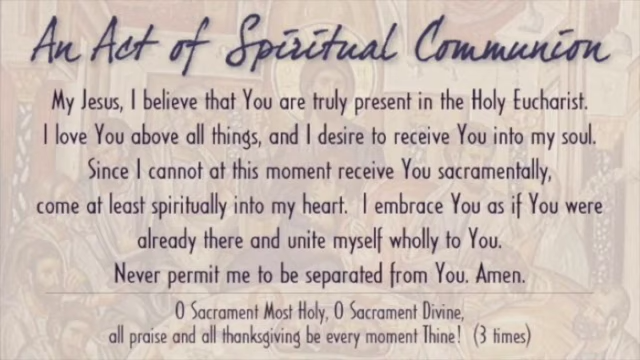 An Act of Spiritual Communion
My Jesus, I believe that You are truly present in the Holy Eucharist.
I love You above all things, and I desire to receive You into my soul.
Since I cannot at this moment receive You sacramentally,
come at least spiritually into my heart.  I embrace You as if You were
already there and unite myself wholly to You.
Never permit me to be separated from You. Amen.
O Sacrament Most Holy, O Sacrament Divine,
all praise and all thanksgiving be every moment Thine!  (3 times)